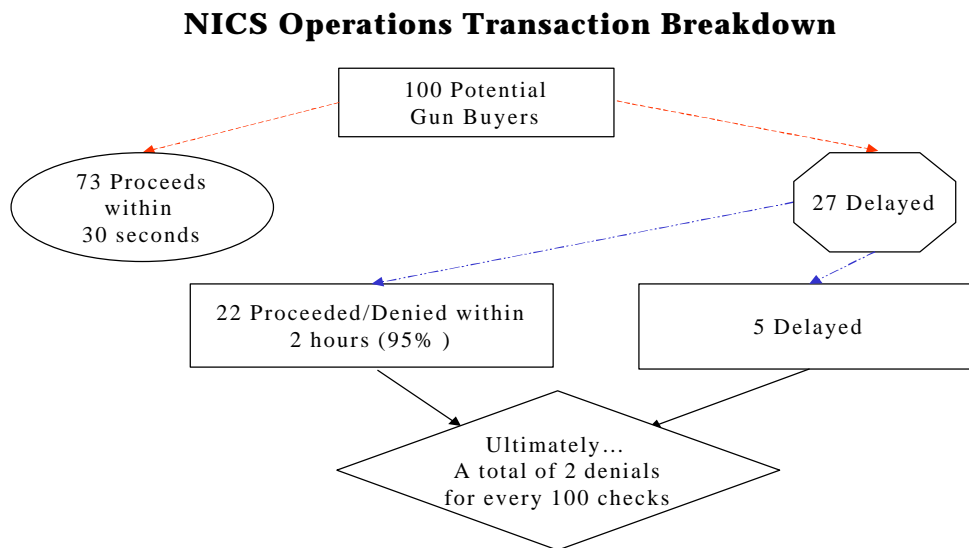 NICS Operations Transaction Breakdown
100 Potential
Gun Buyers
73 Proceeds
within
30 seconds
27 Delayed
22 Proceeded/Denied within
2 hours (95% )
5 Delayed
Ultimately…
A total of 2 denials
for every 100 checks